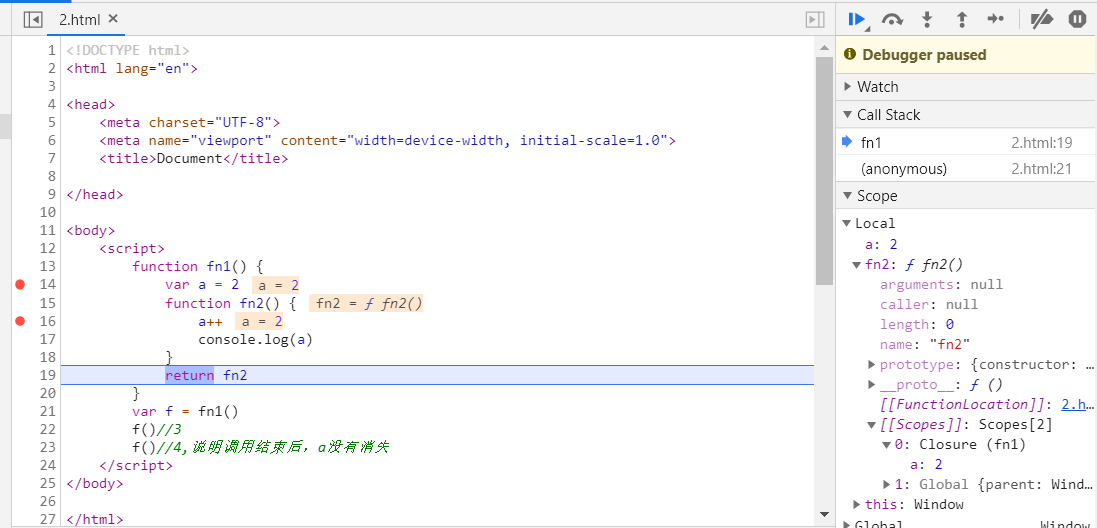 2.html ×
1 <!DOCTYPE html>
2 <html lang="en">
3
4 <head>
5     <meta charset="UTF-8">
6     <meta name="viewport" content="width=device-width, initial-scale=1.0">
7     <title>Document</title>
8
9 </head>
10
11 <body>
12     <script>
13         function fn1() {
14             var a = 2  a = 2
15             function fn2() {  fn2 = ƒ fn2()
16                 a++  a = 2
17                 console.log(a)
18             }
19             return fn2
20         }
21         var f = fn1()
22         f()//3
23         f()//4,说明调用结束后，a没有消失
24     </script>
25 </body>
26
27 </html>
Debugger paused
Watch
Call Stack
fn1 2.html:19
(anonymous) 2.html:21
Scope
Local
a: 2
fn2: ƒ fn2()
arguments: null
caller: null
length: 0
name: "fn2"
prototype: {constructor: …
__proto__: ƒ ()
[[FunctionLocation]]: 2.h…
[[Scopes]]: Scopes[2]
0: Closure (fn1)
a: 2
1: Global {parent: Wind…
this: Window
Global Window